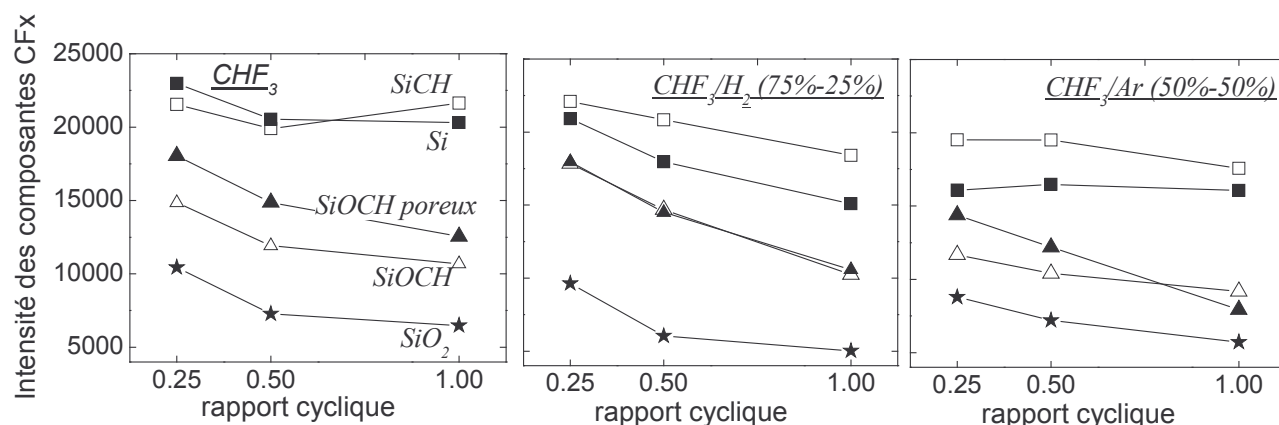 Intensité des composantes CFx
25000
20000
15000
10000
5000
CHF3
SiCH
Si
SiOCH poreux
SiOCH
SiO2
0.25 0.50 1.00
rapport cyclique
CHF3/H2 (75%-25%)
0.25 0.50 1.00
rapport cyclique
CHF3/Ar (50%-50%)
0.25 0.50 1.00
rapport cyclique